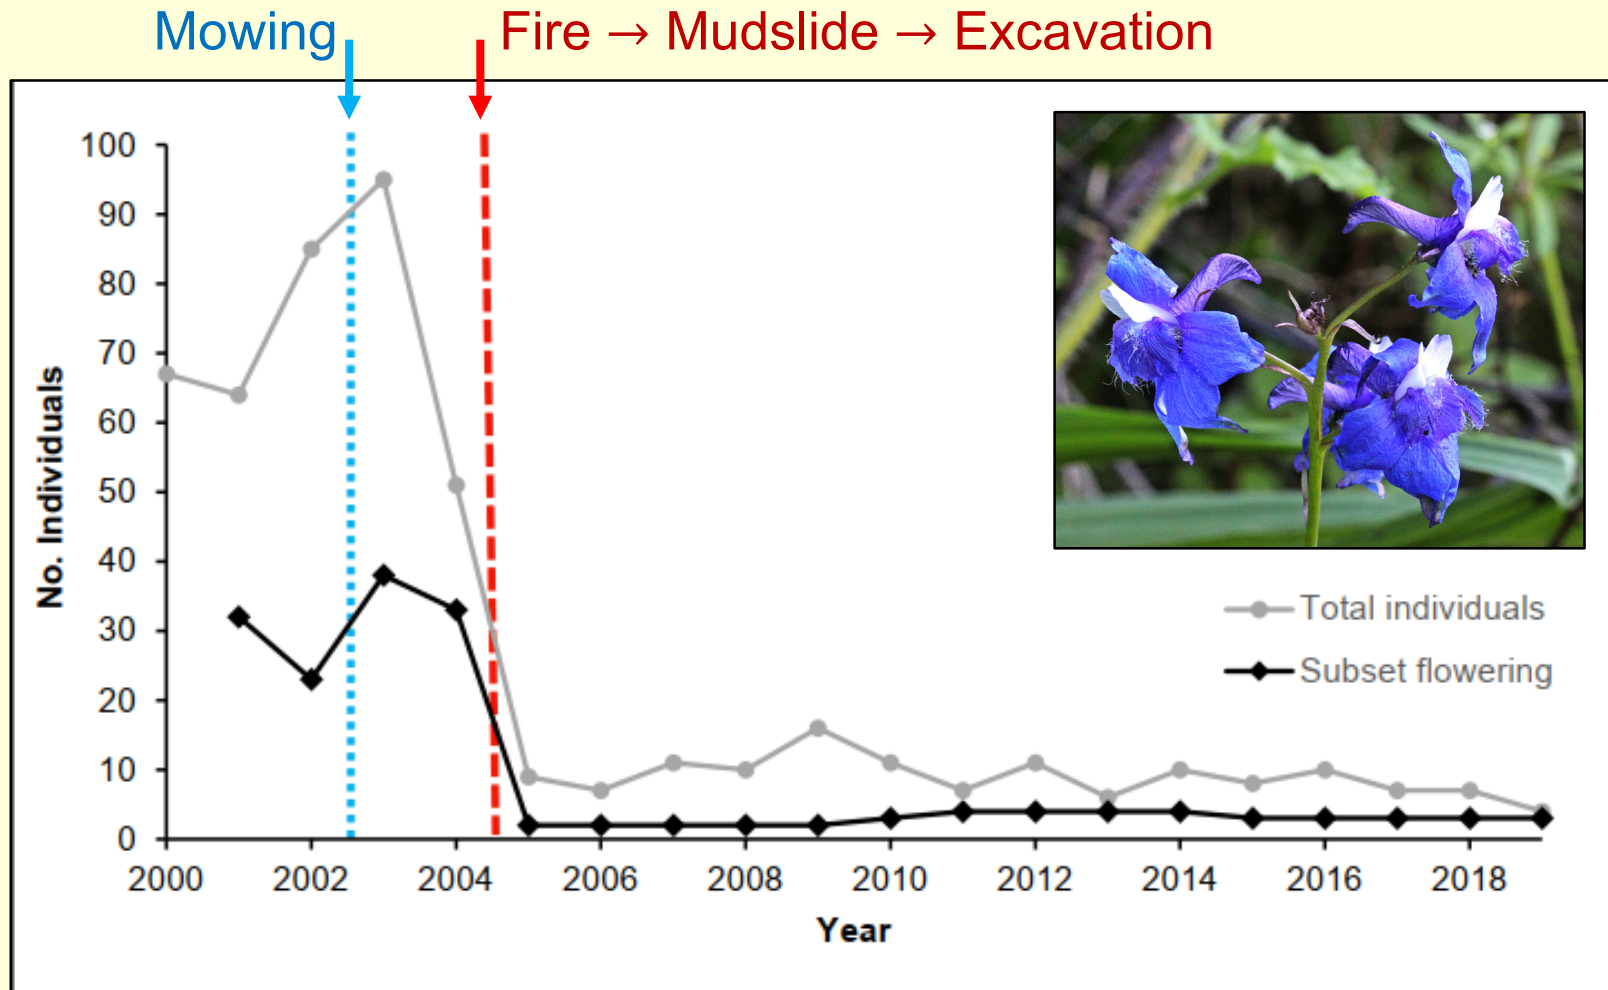 Mowing
Fire → Mudslide → Excavation
100
90
80
70
60
50
40
30
20
10
0
No. Individuals
Total individuals
Subset flowering
2000 2002 2004 2006 2008 2010 2012 2014 2016 2018
Year